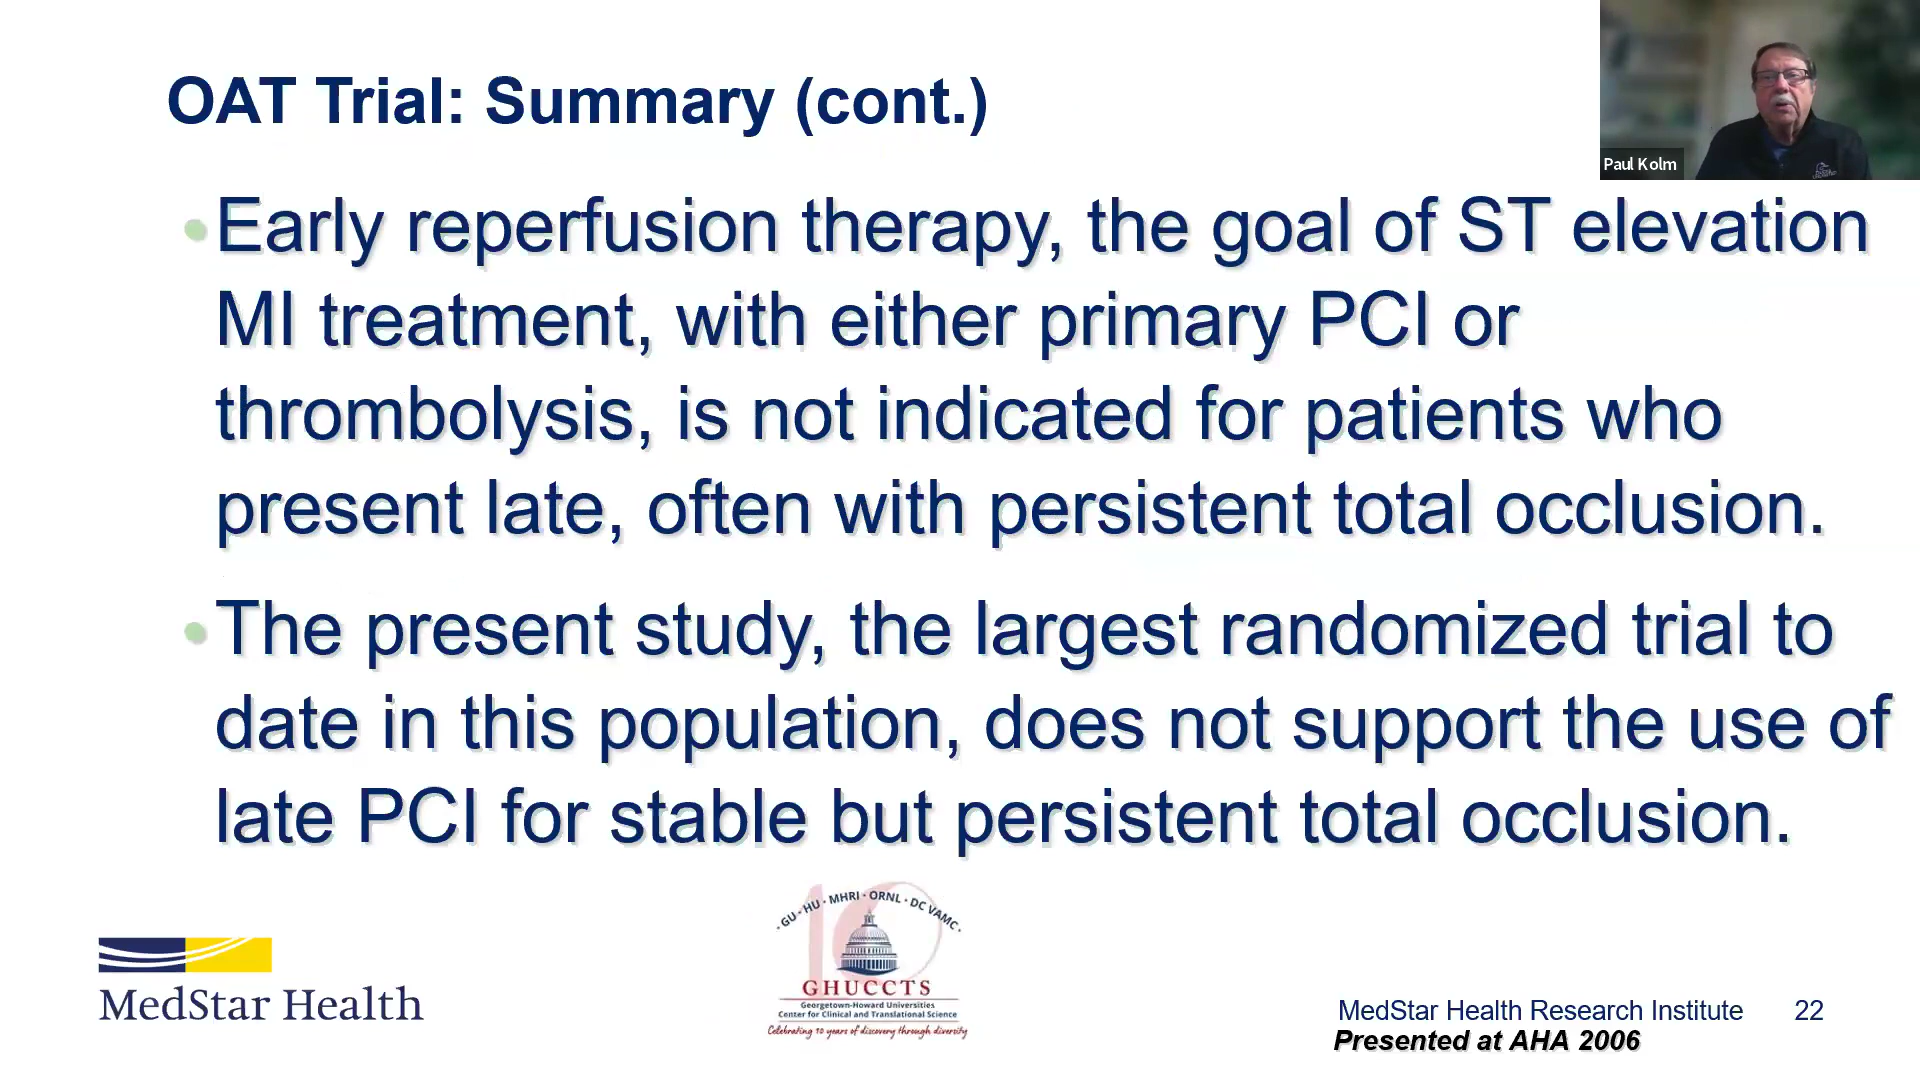 OAT Trial: Summary (cont.)
Paul Kolm
Early reperfusion therapy, the goal of ST elevation
MI treatment, with either primary PCI or
thrombolysis, is not indicated for patients who
present late, often with persistent total occlusion.
The present study, the largest randomized trial to
date in this population, does not support the use of
late PCI for stable but persistent total occlusion.
MedStar Health
·GU·HU·MHRI·ORNL·DC VAMC·
10
GHUCCTS
Georgetown-Howard Universities
Center for Clinical and Translational Science
Celebrating 10 years of discovery through diversity
MedStar Health Research Institute 22
Presented at AHA 2006